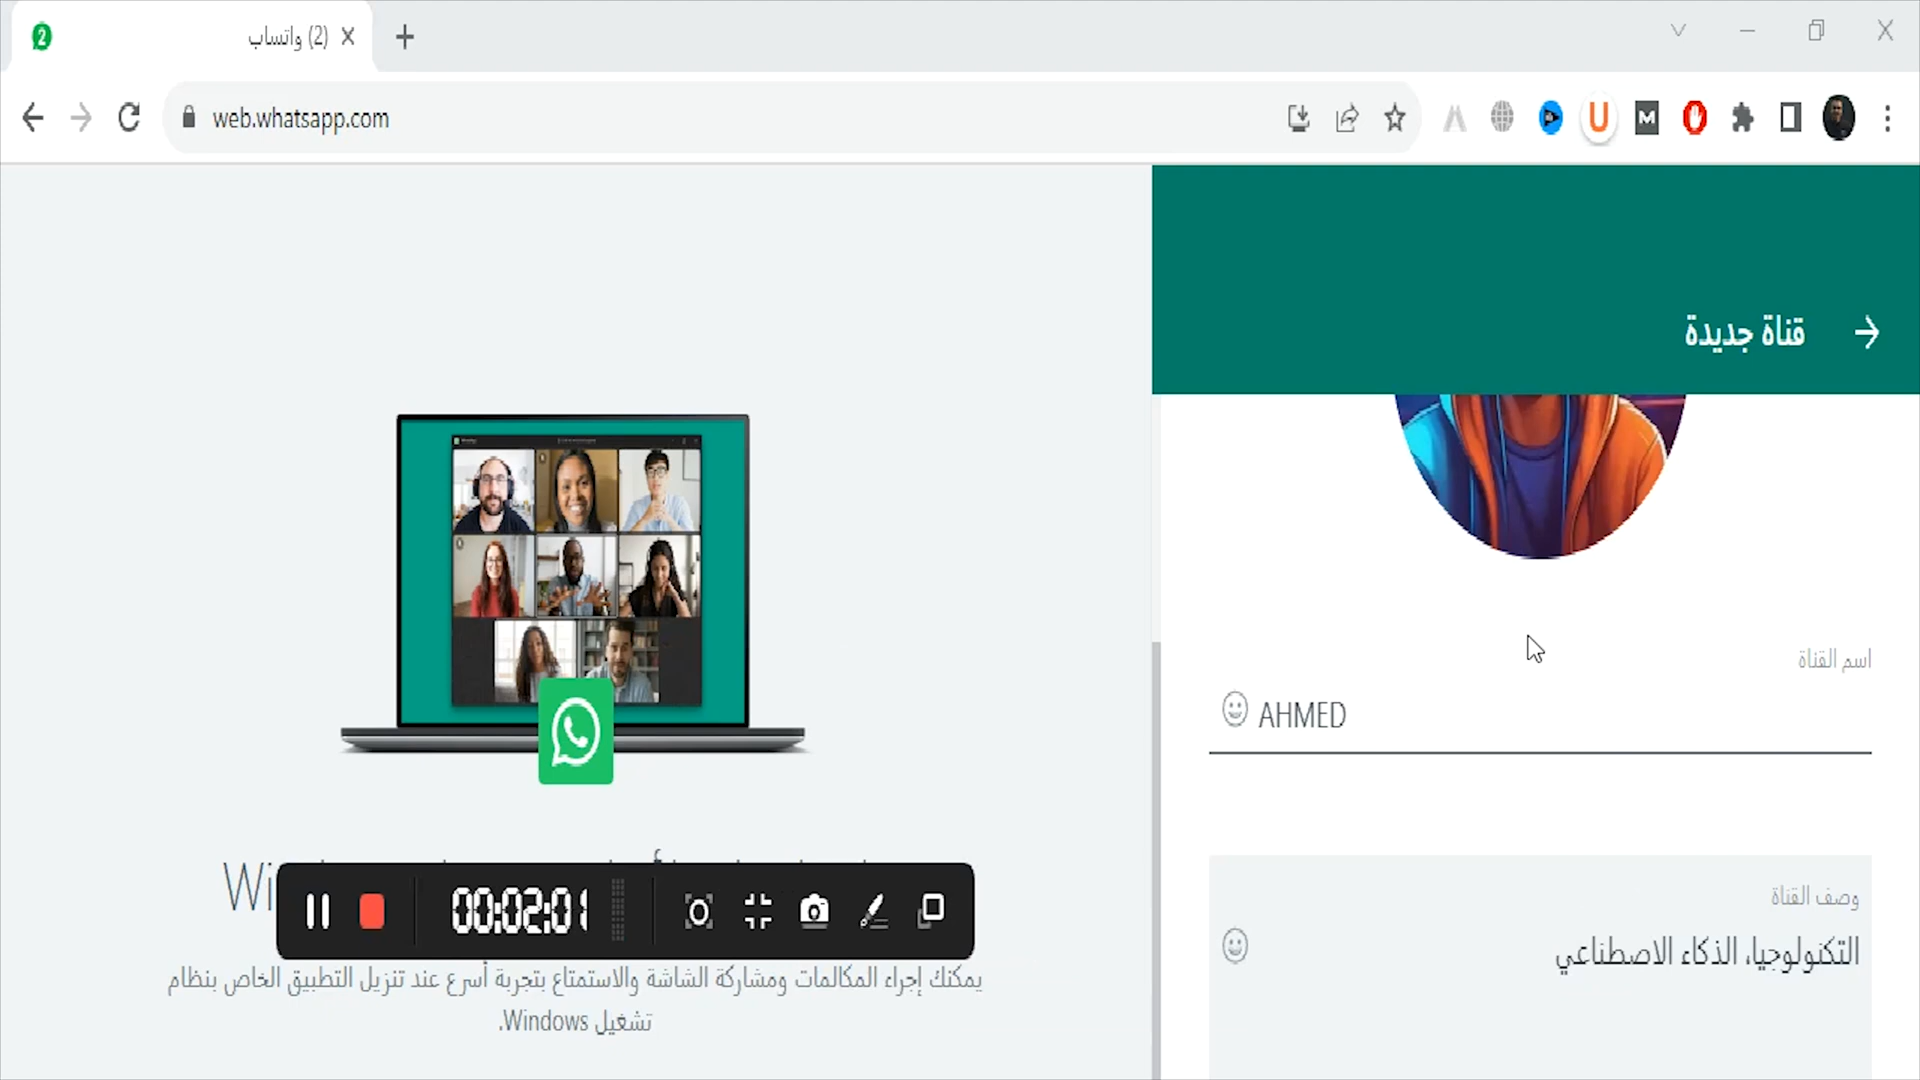 (2) واتساب
web.whatsapp.com
قناة جديدة
اسم القناة
AHMED
وصف القناة
التكنولوجيا، الذكاء الاصطناعي
00:02:01
يمكنك إجراء المكالمات ومشاركة الشاشة والاستمتاع بتجربة أسرع عند تنزيل التطبيق الخاص بنظام
تشغيل Windows.